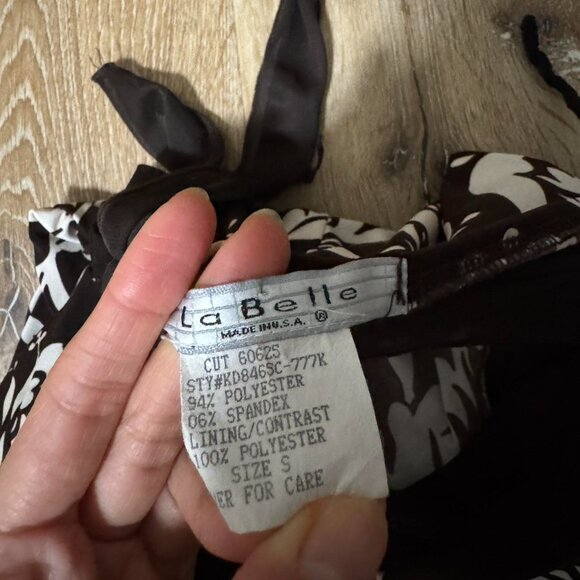 La Belle
MADE IN U.S.A. ®
CUT 60625
STY#KD846SC-777K
94% POLYESTER
06% SPANDEX
LINING/CONTRAST
100% POLYESTER
SIZE S
ER FOR CARE